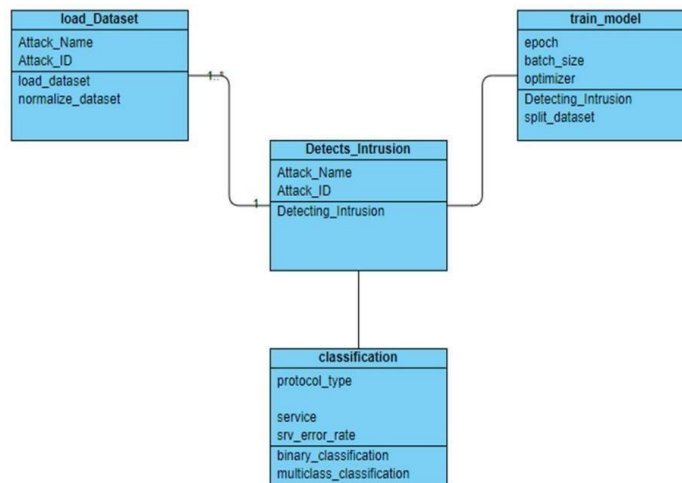 load_Dataset
Attack_Name
Attack_ID
load_dataset
normalize_dataset
1..*
train_model
epoch
batch_size
optimizer
Detecting_Intrusion
split_dataset
Detects_Intrusion
Attack_Name
Attack_ID
Detecting_Intrusion
1
classification
protocol_type
service
srv_error_rate
binary_classification
multiclass_classification